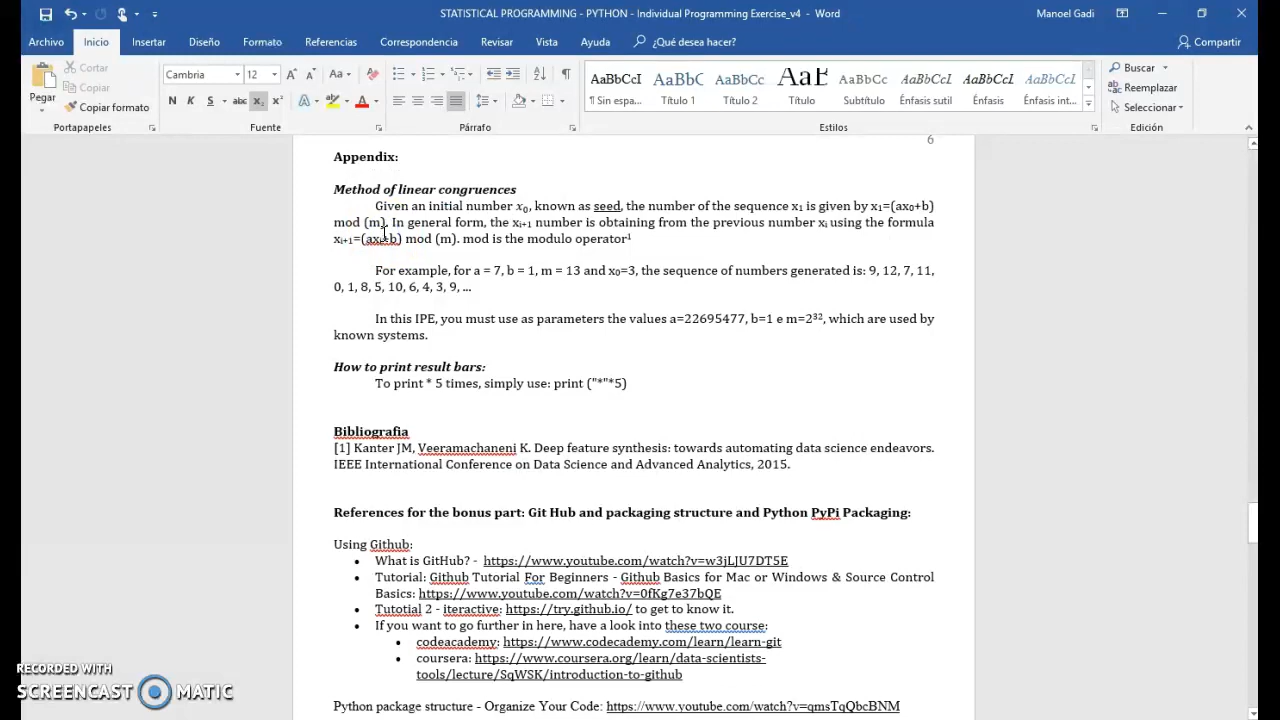 STATISTICAL PROGRAMMING - PYTHON - Individual Programming Exercise_v4 - Word
Manoel Gadi
Archivo Inicio Insertar Diseño Formato Referencias Correspondencia Revisar Vista Ayuda ¿Qué desea hacer? Compartir
Pegar
Cortar
Copiar
Copiar formato
Portapapeles
Cambria 12 Aa
N K S abc x₂ x²
Fuente
Párrafo
AaBbCcI AaBbC AaBbCc AaB AaBbCc AaBbCcI AaBbCcI AaBbCcI
¶ Sin espa... Título 1 Título 2 Título Subtítulo Énfasis sutil Énfasis Énfasis int...
Estilos
Buscar
Reemplazar
Seleccionar
Edición
6
Appendix:
Method of linear congruences
Given an initial number x₀, known as seed, the number of the sequence x₁ is given by x₁=(ax₀+b)
mod (m). In general form, the xᵢ₊₁ number is obtaining from the previous number xᵢ using the formula
xᵢ₊₁=(axᵢ+b) mod (m). mod is the modulo operator¹
For example, for a = 7, b = 1, m = 13 and x₀=3, the sequence of numbers generated is: 9, 12, 7, 11,
0, 1, 8, 5, 10, 6, 4, 3, 9, ...
In this IPE, you must use as parameters the values a=22695477, b=1 e m=2³², which are used by
known systems.
How to print result bars:
To print * 5 times, simply use: print ("*"*5)
Bibliografia
[1] Kanter JM, Veeramachaneni K. Deep feature synthesis: towards automating data science endeavors.
IEEE International Conference on Data Science and Advanced Analytics, 2015.
References for the bonus part: Git Hub and packaging structure and Python PyPi Packaging:
Using Github:
• What is GitHub? - https://www.youtube.com/watch?v=w3jLJU7DT5E
• Tutorial: Github Tutorial For Beginners - Github Basics for Mac or Windows & Source Control
Basics: https://www.youtube.com/watch?v=0fKg7e37bQE
• Tutotial 2 - iteractive: https://try.github.io/ to get to know it.
• If you want to go further in here, have a look into these two course:
• codeacademy: https://www.codecademy.com/learn/learn-git
• coursera: https://www.coursera.org/learn/data-scientists-
tools/lecture/SqWSK/introduction-to-github
Python package structure - Organize Your Code: https://www.youtube.com/watch?v=qmsTqQbcBNM
RECORDED WITH
SCREENCAST MATIC